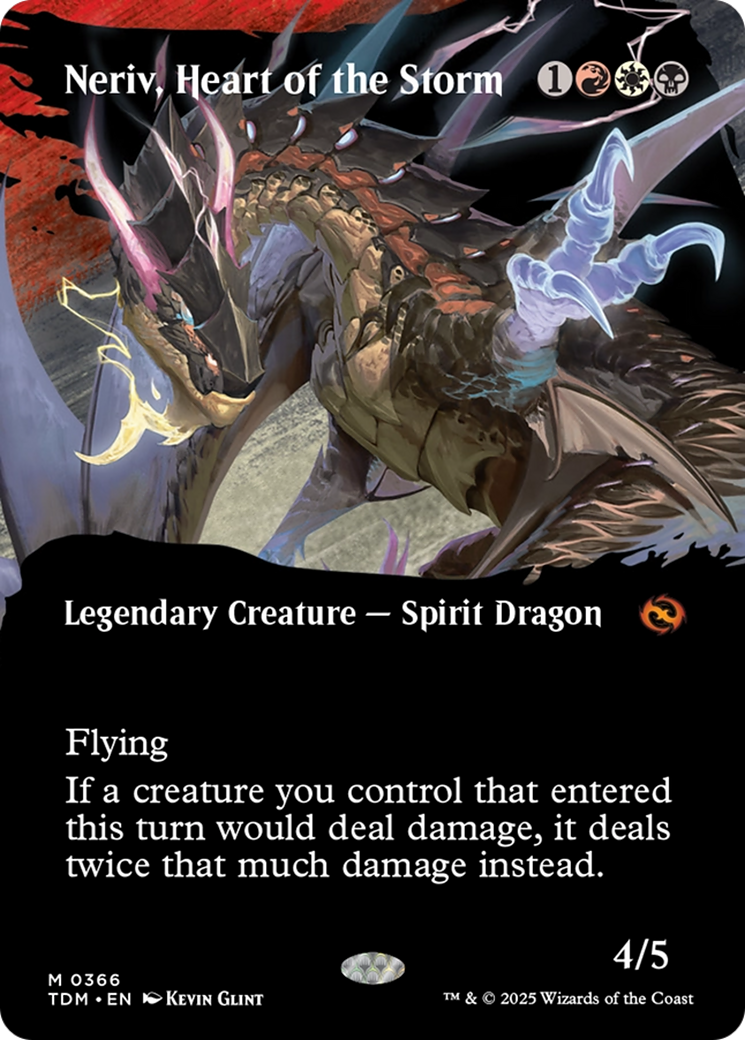 Neriv, Heart of the Storm 1
Legendary Creature — Spirit Dragon
Flying
If a creature you control that entered
this turn would deal damage, it deals
twice that much damage instead.
4/5
M 0366
TDM • EN Kevin Glint
™ & © 2025 Wizards of the Coast